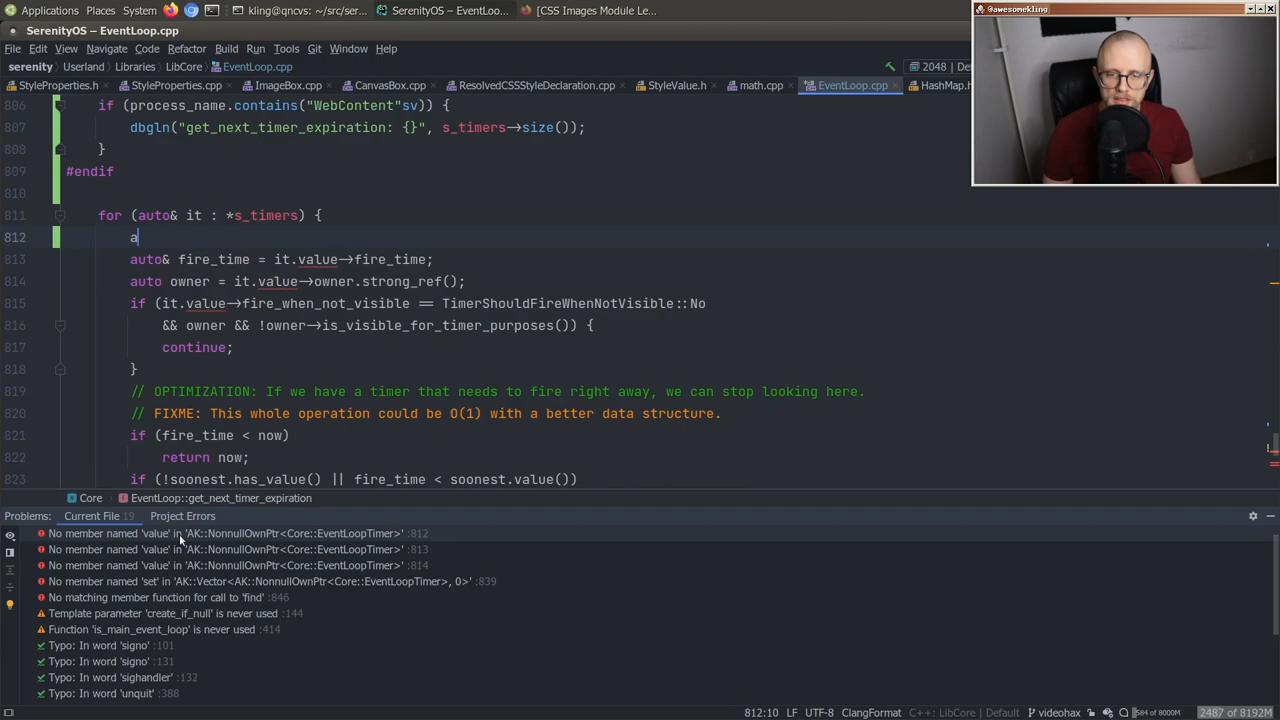 Applications Places System kling@qncvs: ~/src/ser... SerenityOS – EventLoo... [CSS Images Module Le...
@awesomekling
SerenityOS – EventLoop.cpp
File Edit View Navigate Code Refactor Build Run Tools Git Window Help
serenity Userland Libraries LibCore EventLoop.cpp 2048 | De
StyleProperties.h StyleProperties.cpp ImageBox.cpp CanvasBox.cpp ResolvedCSSStyleDeclaration.cpp StyleValue.h math.cpp EventLoop.cpp HashMap.h
806 if (process_name.contains("WebContent"sv)) {
807 dbgln("get_next_timer_expiration: {}", s_timers->size());
808 }
809 #endif
810
811 for (auto& it : *s_timers) {
812 a
813 auto& fire_time = it.value->fire_time;
814 auto owner = it.value->owner.strong_ref();
815 if (it.value->fire_when_not_visible == TimerShouldFireWhenNotVisible::No
816 && owner && !owner->is_visible_for_timer_purposes()) {
817 continue;
818 }
819 // OPTIMIZATION: If we have a timer that needs to fire right away, we can stop looking here.
820 // FIXME: This whole operation could be O(1) with a better data structure.
821 if (fire_time < now)
822 return now;
823 if (!soonest.has_value() || fire_time < soonest.value())
Core EventLoop::get_next_timer_expiration
Problems: Current File 19 Project Errors
No member named 'value' in 'AK::NonnullOwnPtr<Core::EventLoopTimer>' :812
No member named 'value' in 'AK::NonnullOwnPtr<Core::EventLoopTimer>' :813
No member named 'value' in 'AK::NonnullOwnPtr<Core::EventLoopTimer>' :814
No member named 'set' in 'AK::Vector<AK::NonnullOwnPtr<Core::EventLoopTimer>, 0>' :839
No matching member function for call to 'find' :846
Template parameter 'create_if_null' is never used :144
Function 'is_main_event_loop' is never used :414
Typo: In word 'signo' :101
Typo: In word 'signo' :131
Typo: In word 'sighandler' :132
Typo: In word 'unquit' :388
812:10 LF UTF-8 ClangFormat C++: LibCore | Default videohax 584 of 8000M 2487 of 8192M